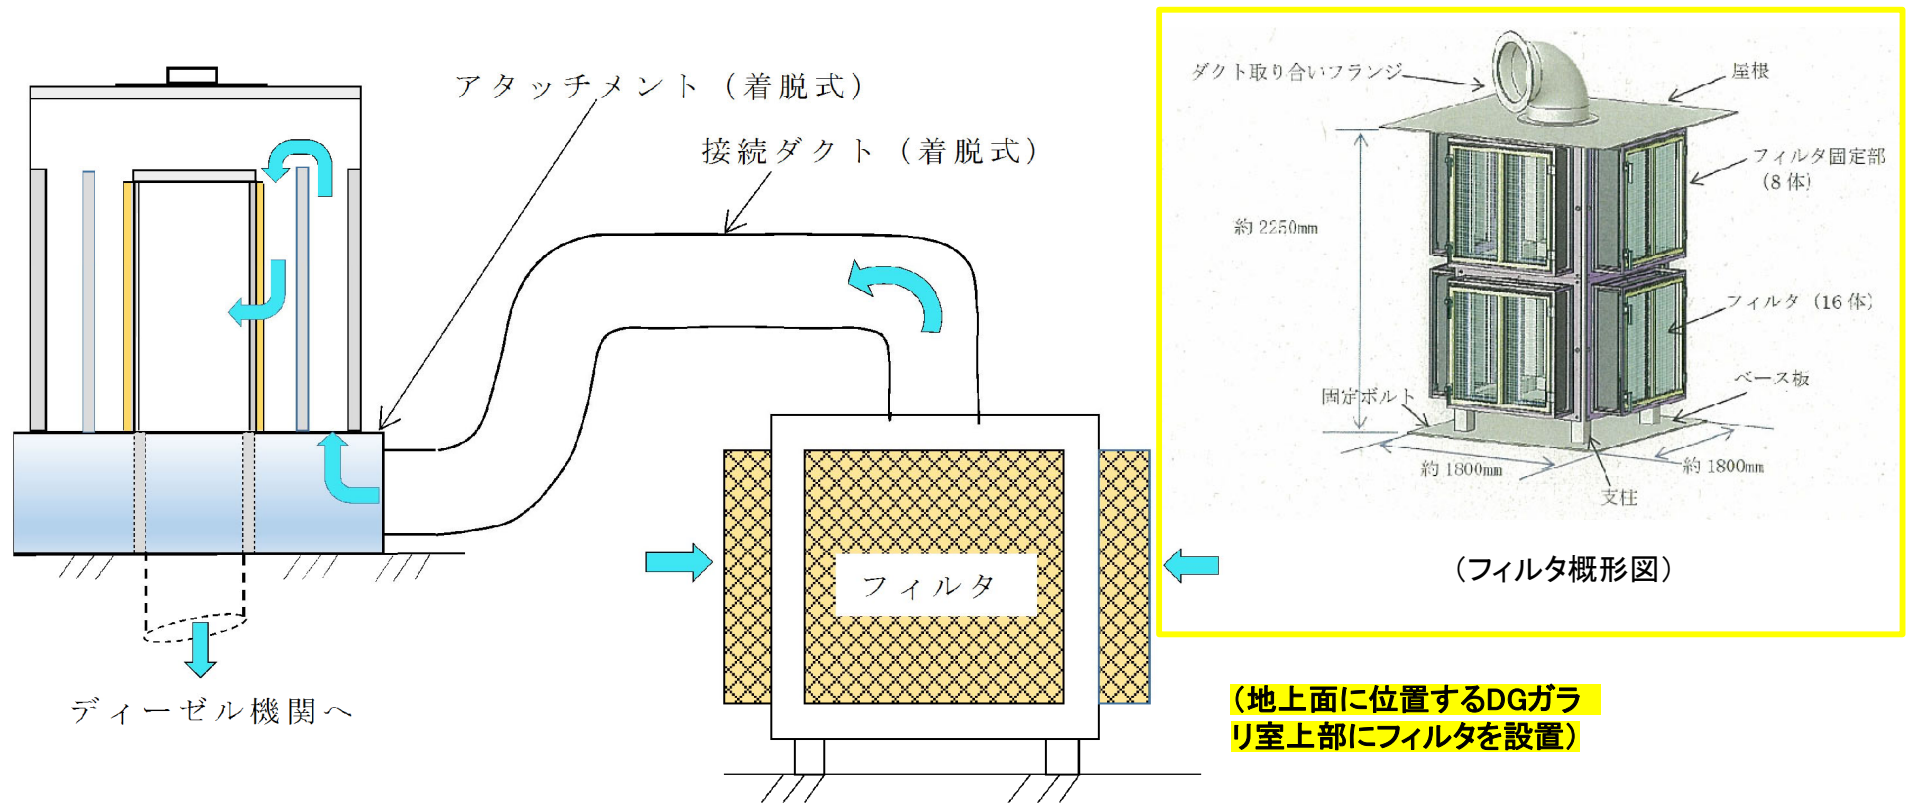 アタッチメント（着脱式）
接続ダクト（着脱式）
フィルタ
ディーゼル機関へ
ダクト取り合いフランジ
屋根
フィルタ固定部
（8体）
約2250mm
フィルタ（16体）
ベース板
固定ボルト
約1800mm
約1800mm
支柱
（フィルタ概形図）
（地上面に位置するDGガラ
リ室上部にフィルタを設置）